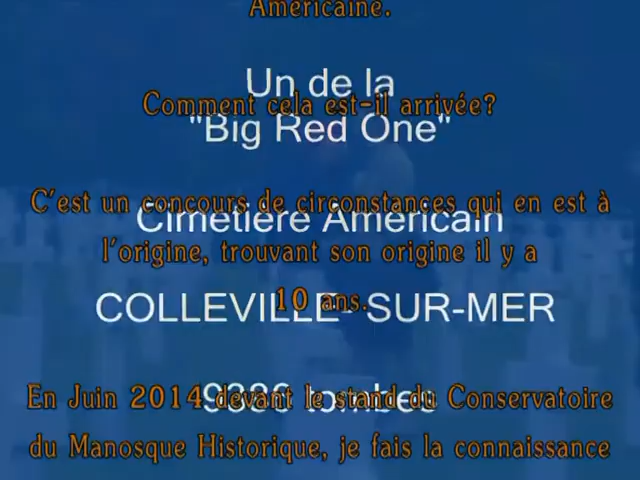 Américaine.
Un de la
Comment cela est-il arrivée?
"Big Red One"
C'est un concours de circonstances qui en est à
Cimetière Américain
l'origine, trouvant son origine il y a
10 ans.
COLLEVILLE- SUR-MER
En Juin 2014 devant le stand du Conservatoire
9386 tombes
du Manosque Historique, je fais la connaissance